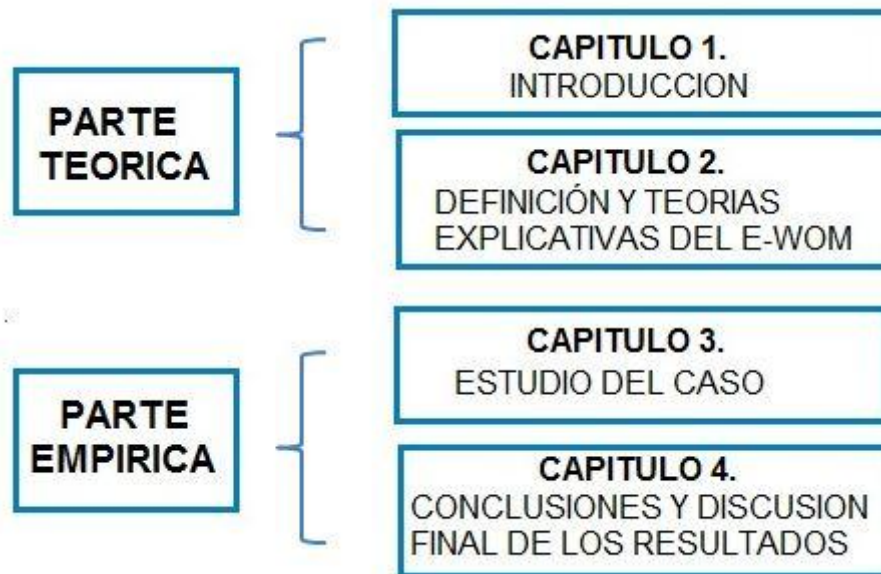 PARTE
TEORICA
CAPITULO 1.
INTRODUCCION
CAPITULO 2.
DEFINICIÓN Y TEORIAS
EXPLICATIVAS DEL E-WOM
PARTE
EMPIRICA
CAPITULO 3.
ESTUDIO DEL CASO
CAPITULO 4.
CONCLUSIONES Y DISCUSION
FINAL DE LOS RESULTADOS